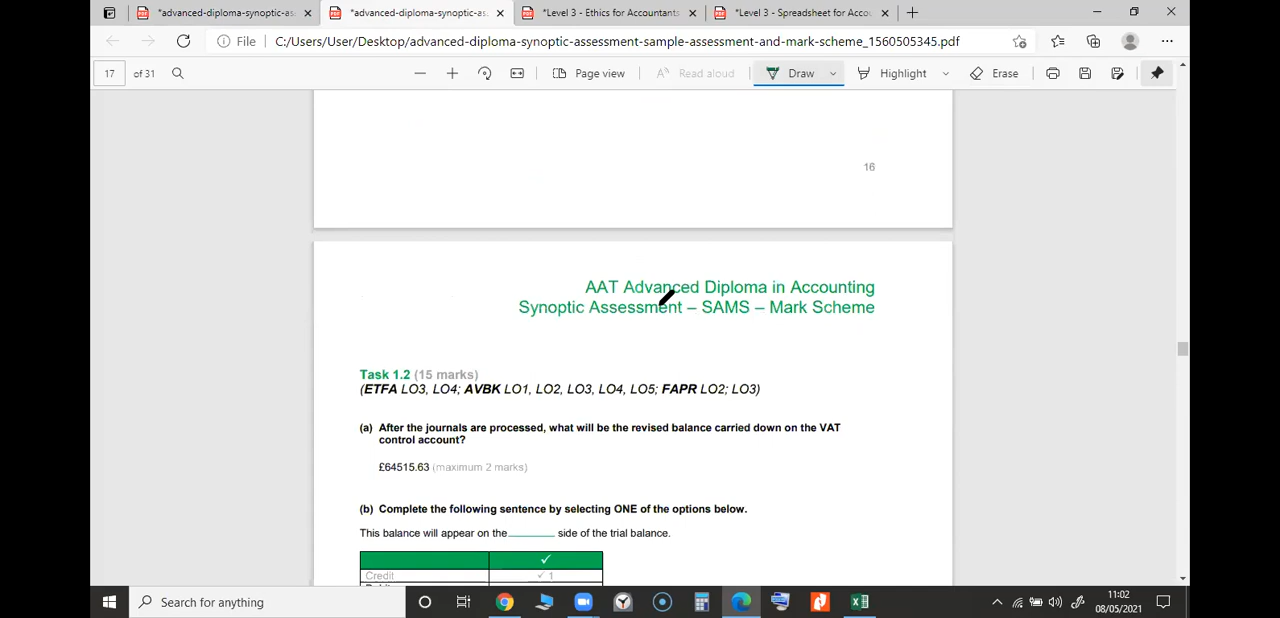 *advanced-diploma-synoptic-as.
*advanced-diploma-synoptic-as.
*Level 3 - Ethics for Accountants
*Level 3 - Spreadsheet for Accou
File
C:/Users/User/Desktop/advanced-diploma-synoptic-assessment-sample-assessment-and-mark-scheme_1560505345.pdf
17 of 31
Page view
Read aloud
Draw
Highlight
Erase
16
AAT Advanced Diploma in Accounting
Synoptic Assessment – SAMS – Mark Scheme
Task 1.2 (15 marks)
(ETFA LO3, LO4; AVBK LO1, LO2, LO3, LO4, LO5; FAPR LO2; LO3)
(a) After the journals are processed, what will be the revised balance carried down on the VAT
control account?
£64515.63 (maximum 2 marks)
(b) Complete the following sentence by selecting ONE of the options below.
This balance will appear on the________ side of the trial balance.
✓
Credit ✓ 1
Search for anything
11:02
08/05/2021